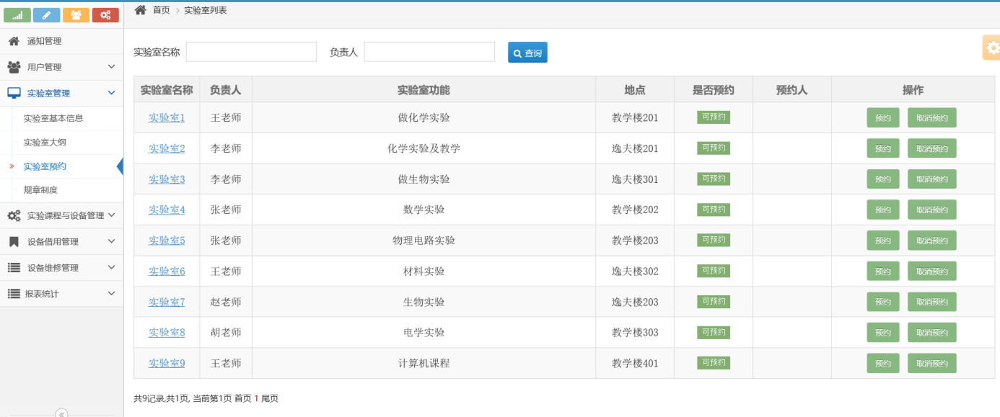 首页 实验室列表
通知管理
用户管理
实验室管理
实验室基本信息
实验室大纲
实验室预约
规章制度
实验课程与设备管理
设备借用管理
设备维修管理
报表统计
实验室名称 负责人 查询
实验室名称 负责人 实验室功能 地点 是否预约 预约人 操作
实验室1 王老师 做化学实验 教学楼201 可预约 预约 取消预约
实验室2 李老师 化学实验及教学 逸夫楼201 可预约 预约 取消预约
实验室3 李老师 做生物实验 逸夫楼301 可预约 预约 取消预约
实验室4 张老师 数学实验 教学楼202 可预约 预约 取消预约
实验室5 张老师 物理电路实验 教学楼203 可预约 预约 取消预约
实验室6 王老师 材料实验 逸夫楼302 可预约 预约 取消预约
实验室7 赵老师 生物实验 逸夫楼203 可预约 预约 取消预约
实验室8 胡老师 电学实验 教学楼303 可预约 预约 取消预约
实验室9 王老师 计算机课程 教学楼401 可预约 预约 取消预约
共9记录,共1页, 当前第1页 首页 1 尾页